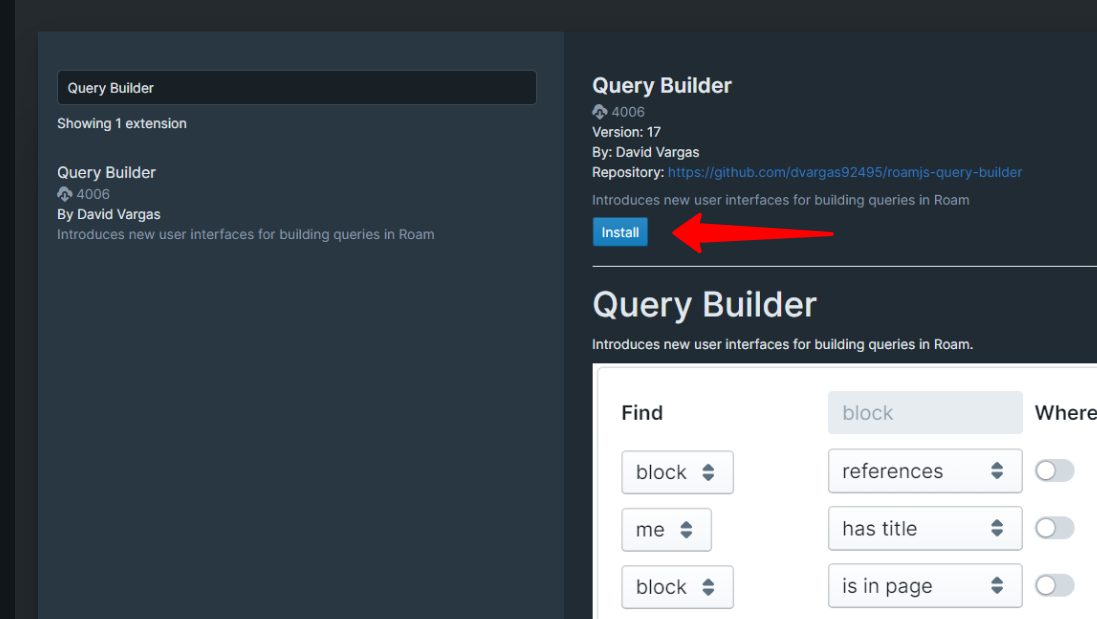 Query Builder
Showing 1 extension
Query Builder
4006
By David Vargas
Introduces new user interfaces for building queries in Roam
Query Builder
4006
Version: 17
By: David Vargas
Repository: https://github.com/dvargas92495/roamjs-query-builder
Introduces new user interfaces for building queries in Roam
Install
Query Builder
Introduces new user interfaces for building queries in Roam.
Find block Where
block references
me has title
block is in page